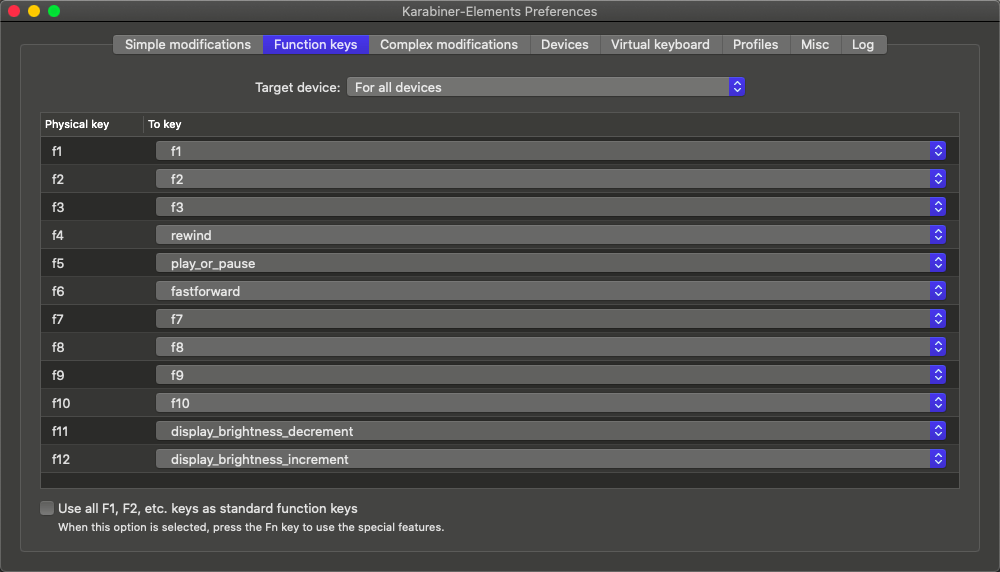 Karabiner-Elements Preferences
Simple modifications Function keys Complex modifications Devices Virtual keyboard Profiles Misc Log
Target device: For all devices
Physical key To key
f1 f1
f2 f2
f3 f3
f4 rewind
f5 play_or_pause
f6 fastforward
f7 f7
f8 f8
f9 f9
f10 f10
f11 display_brightness_decrement
f12 display_brightness_increment
Use all F1, F2, etc. keys as standard function keys
When this option is selected, press the Fn key to use the special features.